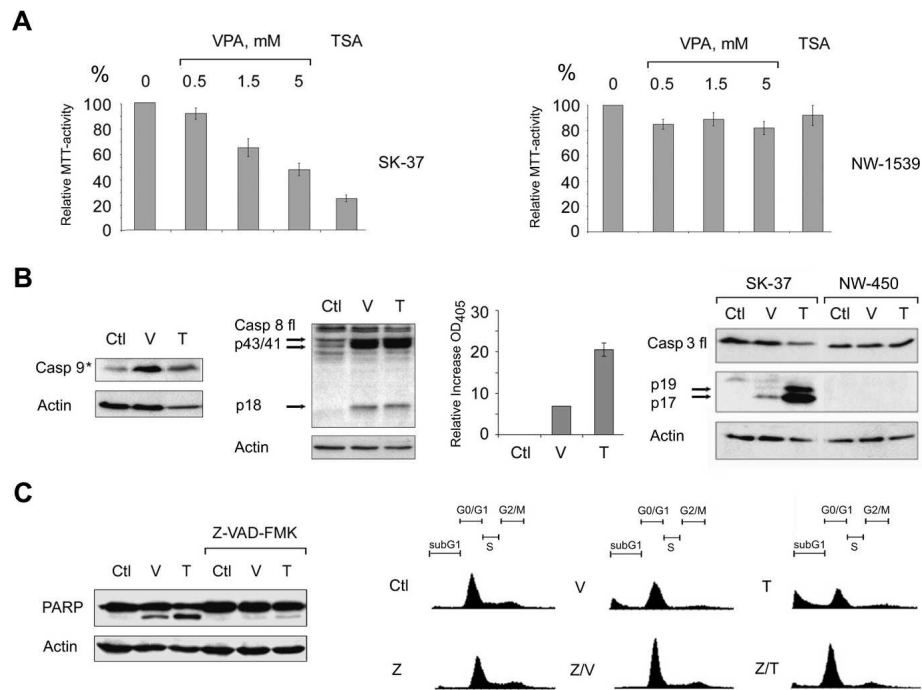 A
VPA, mM TSA
% 0 0.5 1.5 5
Relative MTT-activity
100
80
60
40
20
0
SK-37
VPA, mM TSA
% 0 0.5 1.5 5
Relative MTT-activity
100
80
60
40
20
0
NW-1539
B
Ctl V T
Casp 9*
Actin
Ctl V T
Casp 8 fl
p43/41
p18
Actin
Relative Increase OD405
30
20
10
0
Ctl V T
SK-37 NW-450
Ctl V T Ctl V T
Casp 3 fl
p19
p17
Actin
C
Z-VAD-FMK
Ctl V T Ctl V T
PARP
Actin
G0/G1 G2/M
subG1 S
G0/G1 G2/M
subG1 S
G0/G1 G2/M
subG1 S
Ctl V T
Z Z/V Z/T